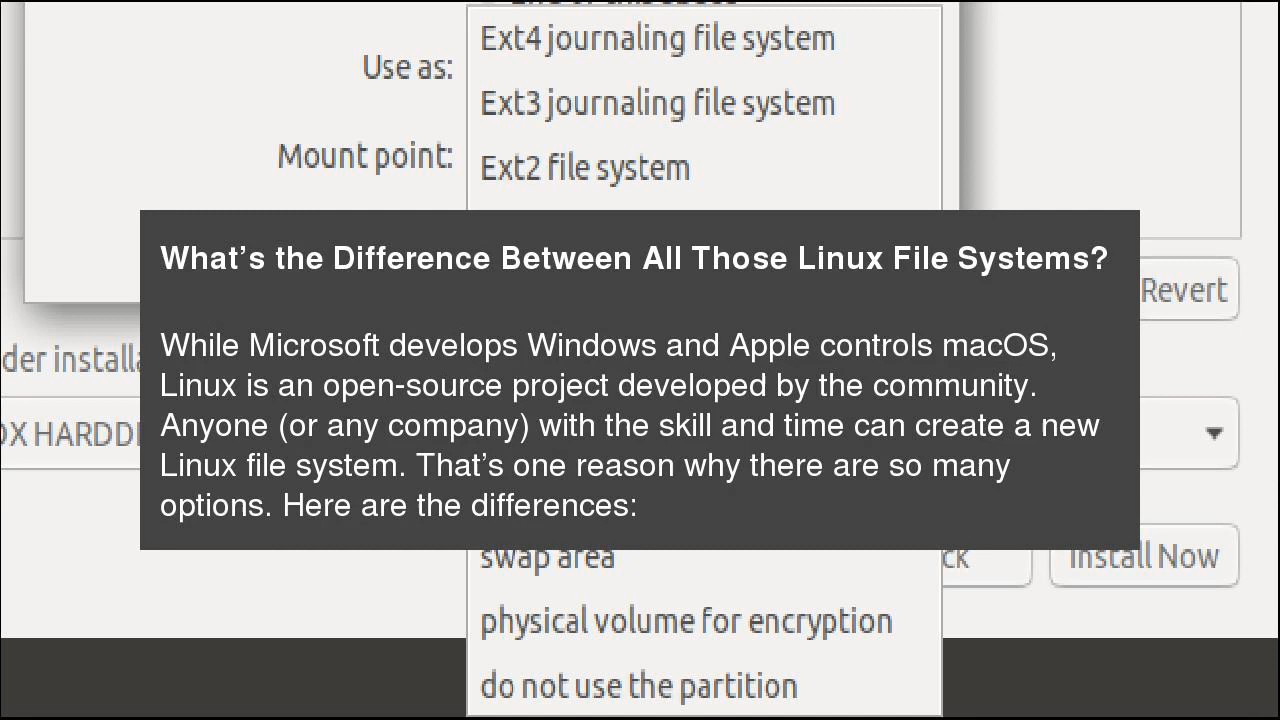 Ext4 journaling file system
Use as:
Ext3 journaling file system
Mount point:
Ext2 file system
What’s the Difference Between All Those Linux File Systems?
Revert
While Microsoft develops Windows and Apple controls macOS,
Linux is an open-source project developed by the community.
Anyone (or any company) with the skill and time can create a new
Linux file system. That’s one reason why there are so many
options. Here are the differences:
der installa
OX HARDDI
swap area
ck
Install Now
physical volume for encryption
do not use the partition